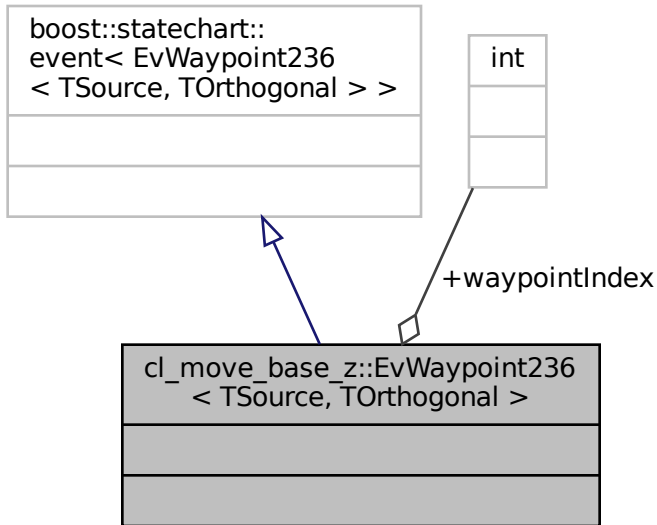 boost::statechart::
event< EvWaypoint236
< TSource, TOrthogonal > >
int
+waypointIndex
cl_move_base_z::EvWaypoint236
< TSource, TOrthogonal >